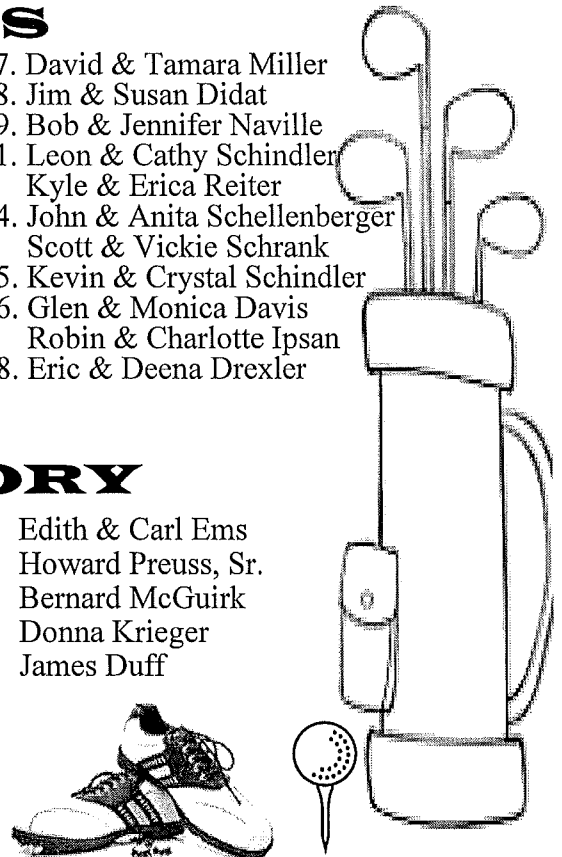 S
7. David & Tamara Miller
8. Jim & Susan Didat
9. Bob & Jennifer Naville
1. Leon & Cathy Schindler
Kyle & Erica Reiter
4. John & Anita Schellenberger
Scott & Vickie Schrank
5. Kevin & Crystal Schindler
6. Glen & Monica Davis
Robin & Charlotte Ipsan
8. Eric & Deena Drexler
ORY
Edith & Carl Ems
Howard Preuss, Sr.
Bernard McGuirk
Donna Krieger
James Duff